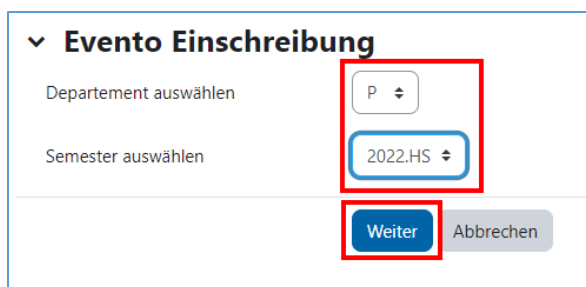 Evento Einschreibung
Departement auswählen P
Semester auswählen 2022.HS
Weiter Abbrechen